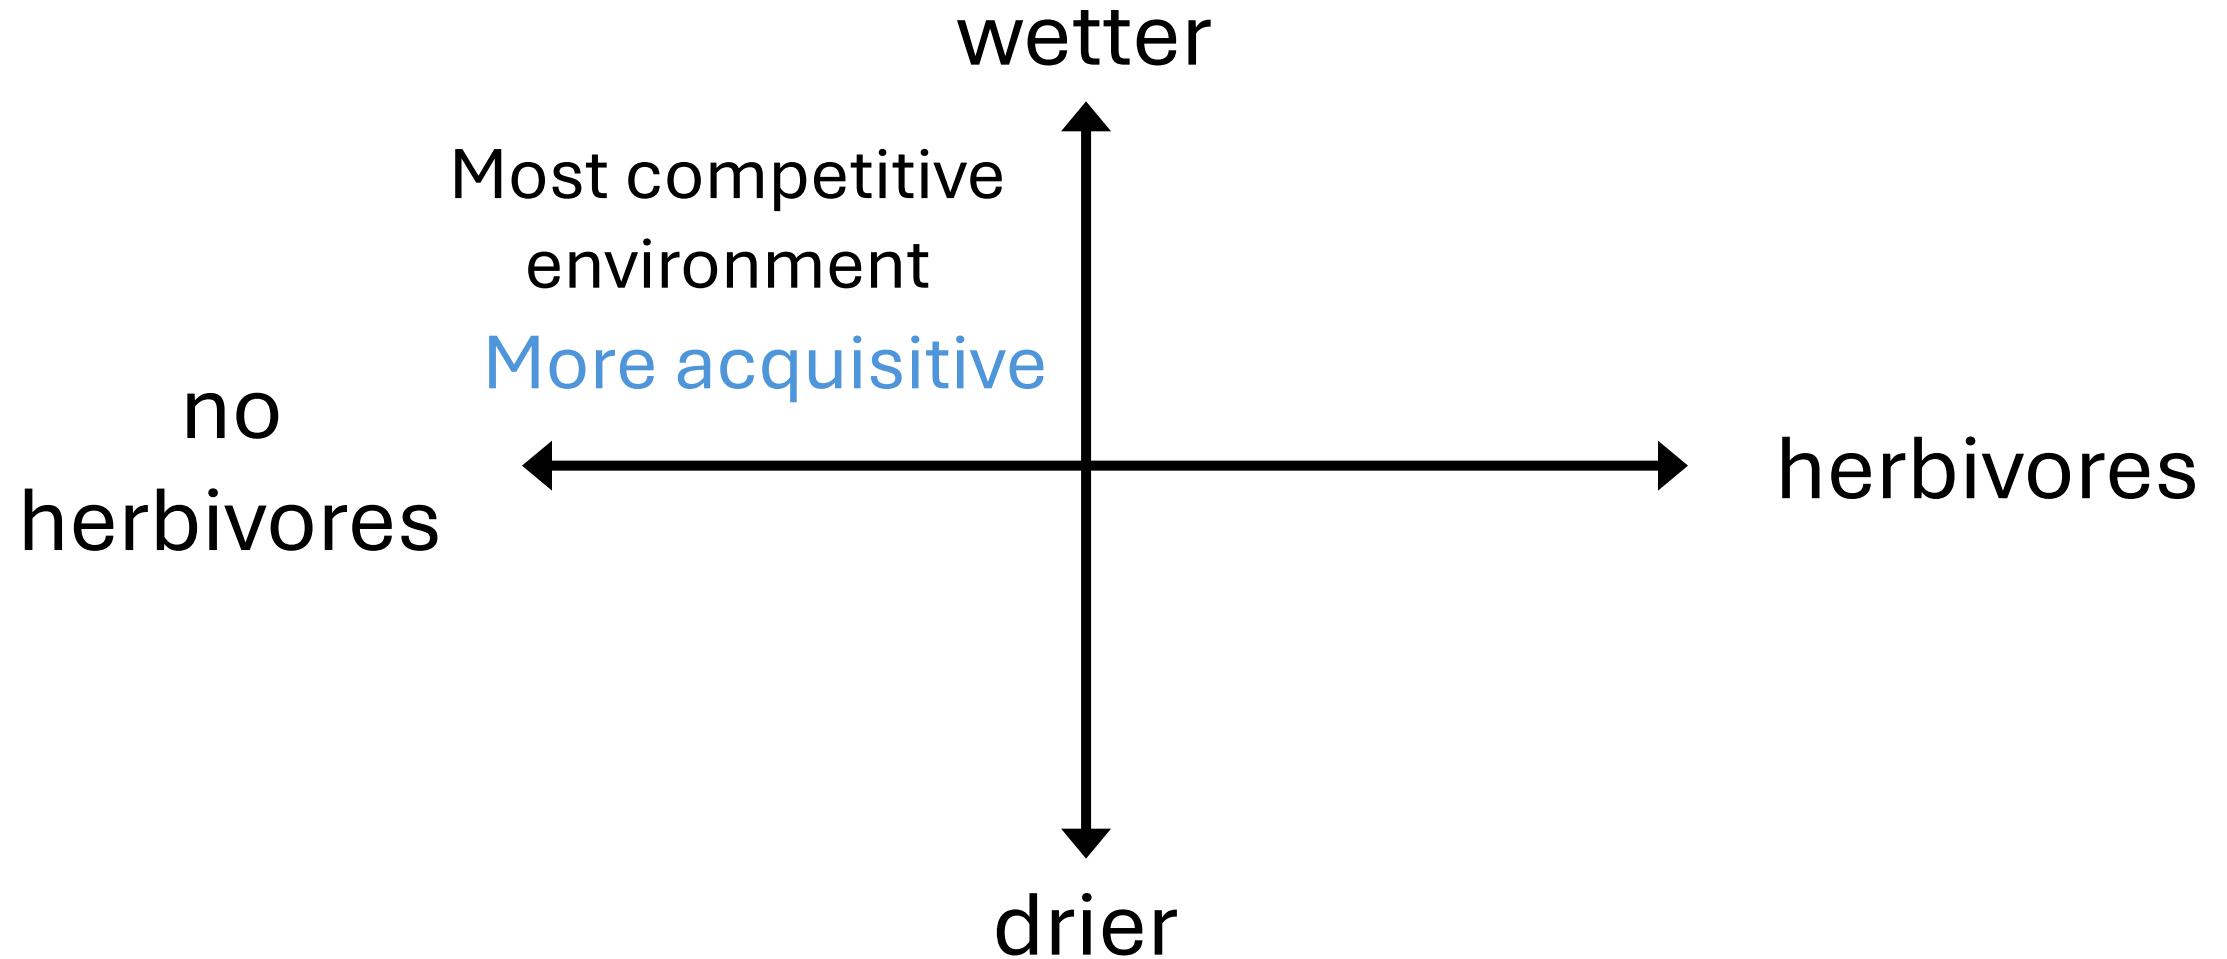 wetter
Most competitive
environment
More acquisitive
no
herbivores
herbivores
drier